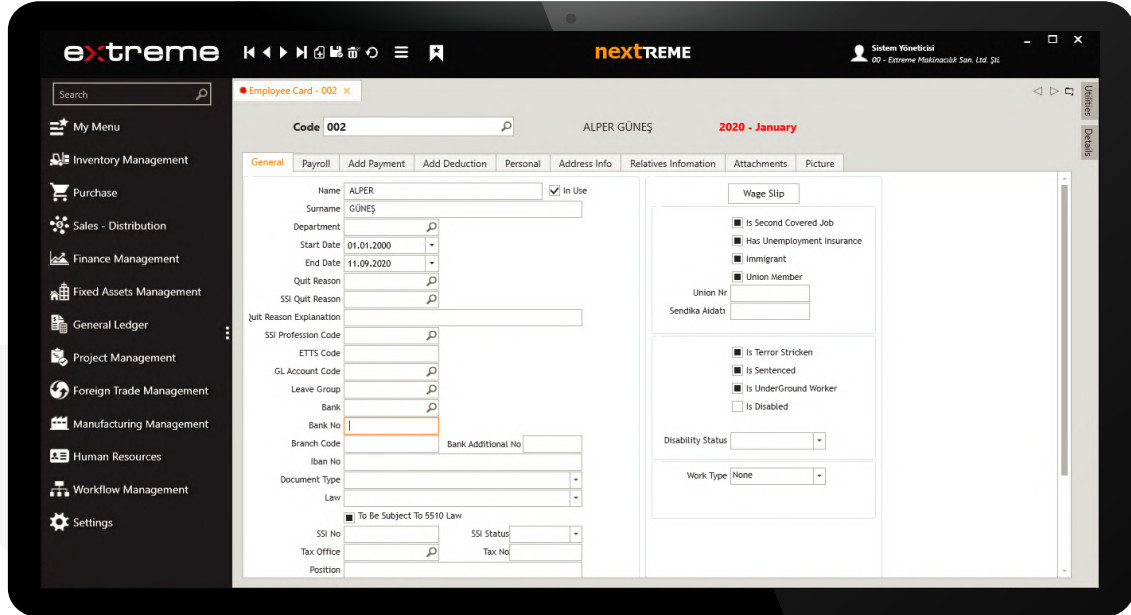 extreme
nextTREME
Sistem Yöneticisi
00 - Extreme Makinacılık San. Ltd. Şti.
Search
My Menu
Inventory Management
Purchase
Sales - Distribution
Finance Management
Fixed Assets Management
General Ledger
Project Management
Foreign Trade Management
Manufacturing Management
Human Resources
Workflow Management
Settings
Employee Card - 002 ×
Utilities
Details
Code 002 ALPER GÜNEŞ 2020 - January
General Payroll Add Payment Add Deduction Personal Address Info Relatives Infomation Attachments Picture
Name ALPER In Use
Surname GÜNEŞ
Department
Start Date 01.01.2000
End Date 11.09.2020
Quit Reason
SSI Quit Reason
Quit Reason Explanation
SSI Profession Code
ETTS Code
GL Account Code
Leave Group
Bank
Bank No
Branch Code Bank Additional No
Iban No
Document Type
Law
To Be Subject To 5510 Law
SSI No SSI Status
Tax Office Tax No
Position
Wage Slip
Is Second Covered Job
Has Unemployment Insurance
Immigrant
Union Member
Union Nr
Sendika Aidatı
Is Terror Stricken
Is Sentenced
Is UnderGround Worker
Is Disabled
Disability Status
Work Type None